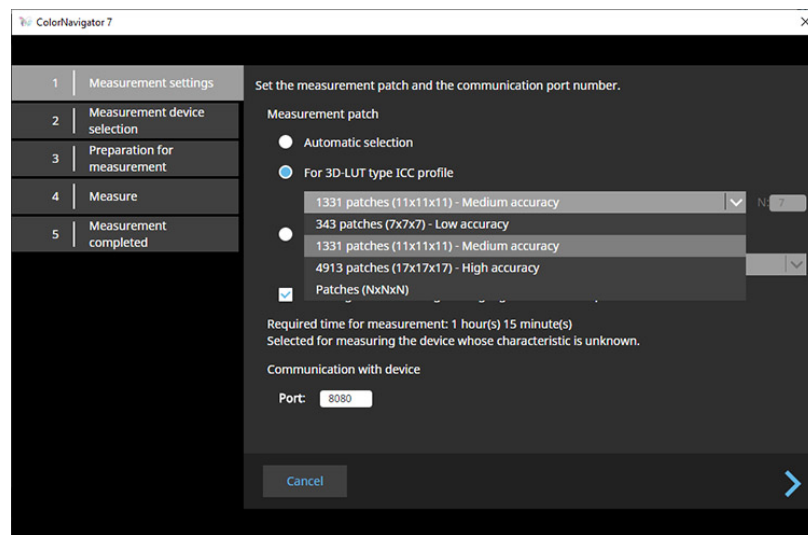 ColorNavigator 7
1 Measurement settings
2 Measurement device
selection
3 Preparation for
measurement
4 Measure
5 Measurement
completed
Set the measurement patch and the communication port number.
Measurement patch
Automatic selection
For 3D-LUT type ICC profile
1331 patches (11x11x11) - Medium accuracy N: 7
343 patches (7x7x7) - Low accuracy
1331 patches (11x11x11) - Medium accuracy
4913 patches (17x17x17) - High accuracy
Patches (NxNxN)
Required time for measurement: 1 hour(s) 15 minute(s)
Selected for measuring the device whose characteristic is unknown.
Communication with device
Port: 8080
Cancel